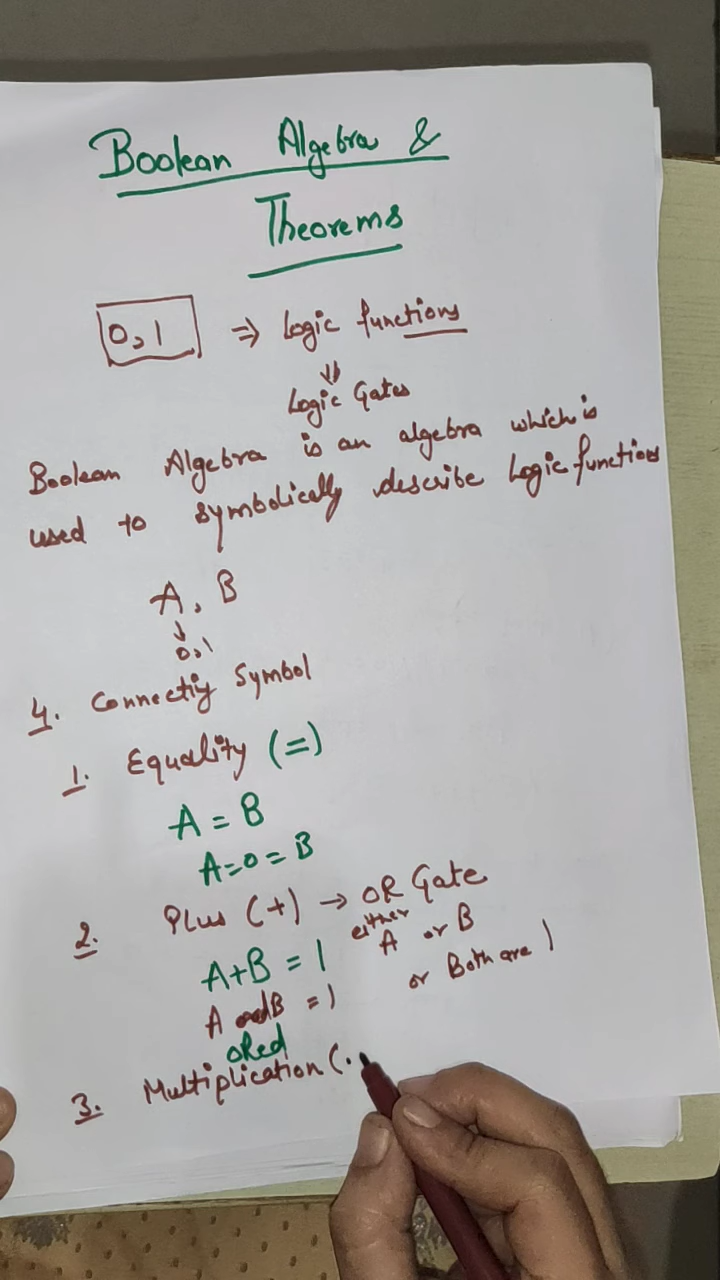 Boolean Algebra &
Theorems
0,1 ⇒ Logic functions
⇓
Logic Gates
Boolean Algebra is an algebra which is
used to symbolically describe Logic functions
A, B
↓
0,1
4. Connectiy Symbol
1. Equality (=)
A = B
A=0=B
2. Plus (+) → OR Gate
either A or B
A+B = 1 or Both are 1
A B = 1
ORed
3. Multiplication (.